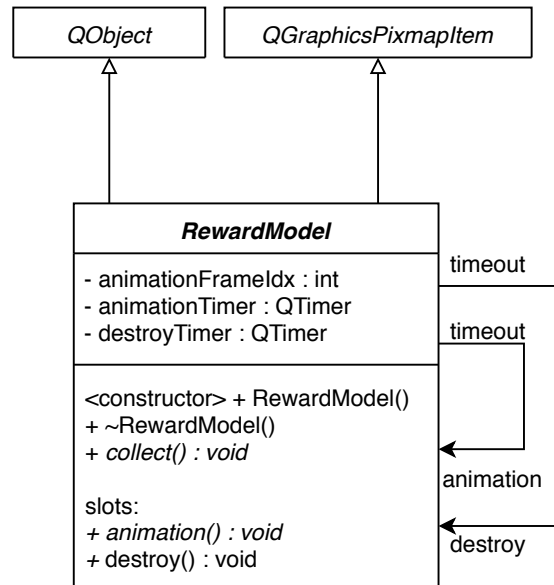 QObject
QGraphicsPixmapItem
RewardModel
- animationFrameIdx : int
- animationTimer : QTimer
- destroyTimer : QTimer
<constructor> + RewardModel()
+ ~RewardModel()
+ collect() : void
slots:
+ animation() : void
+ destroy() : void
timeout
timeout
animation
destroy